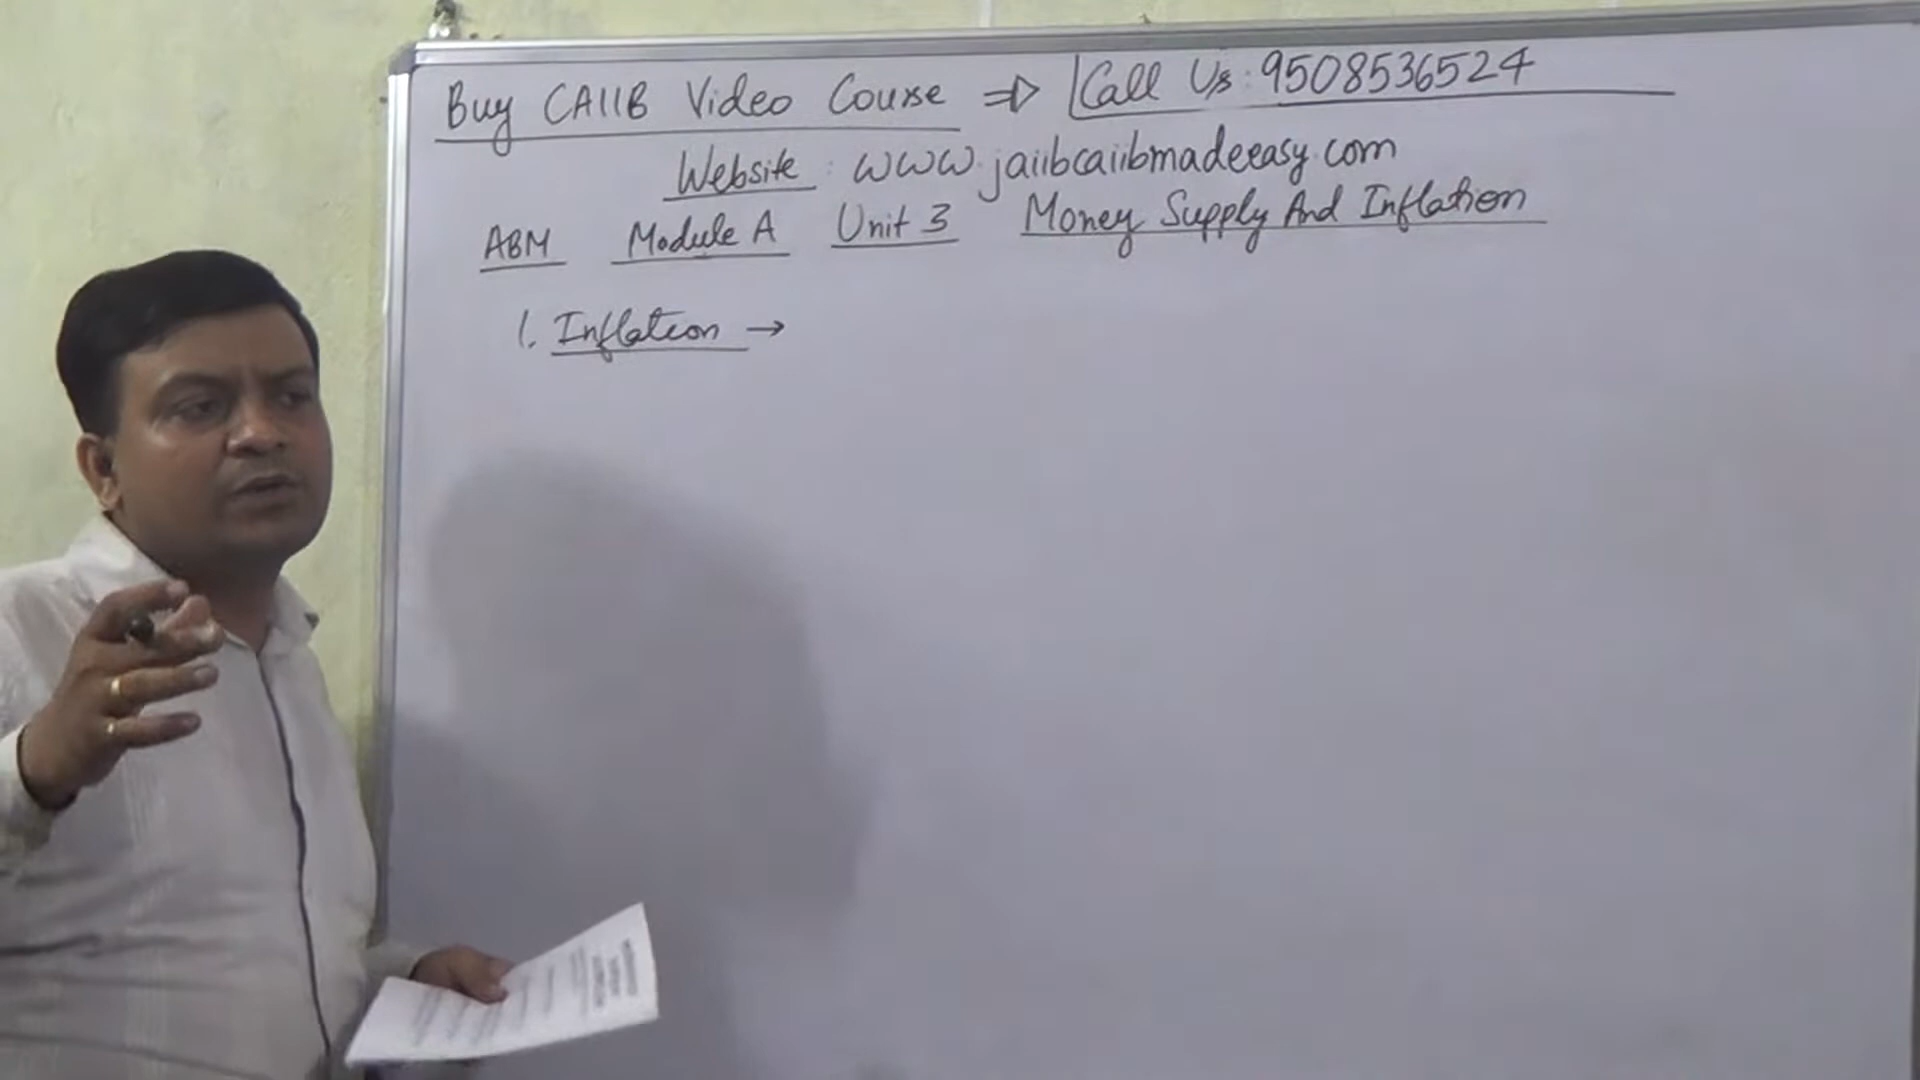 Buy CAIIB Video Course ⇒ Call Us: 9508536524
Website: www.jaiibcaiibmadeeasy.com
ABM Module A Unit 3 Money Supply And Inflation
1. Inflation →